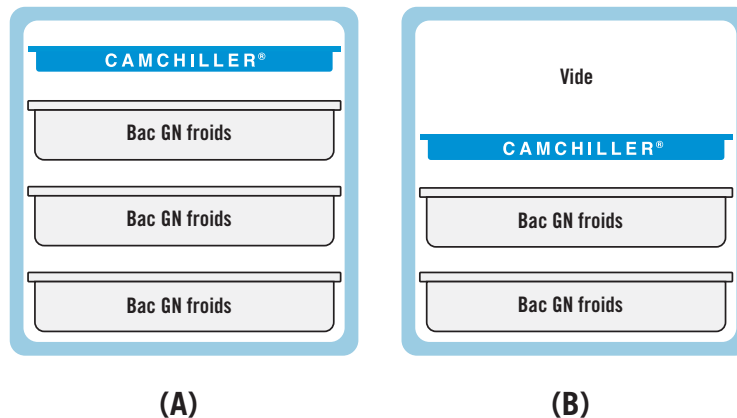 CAMCHILLER®
Bac GN froids
Bac GN froids
Bac GN froids
(A)
Vide
CAMCHILLER®
Bac GN froids
Bac GN froids
(B)